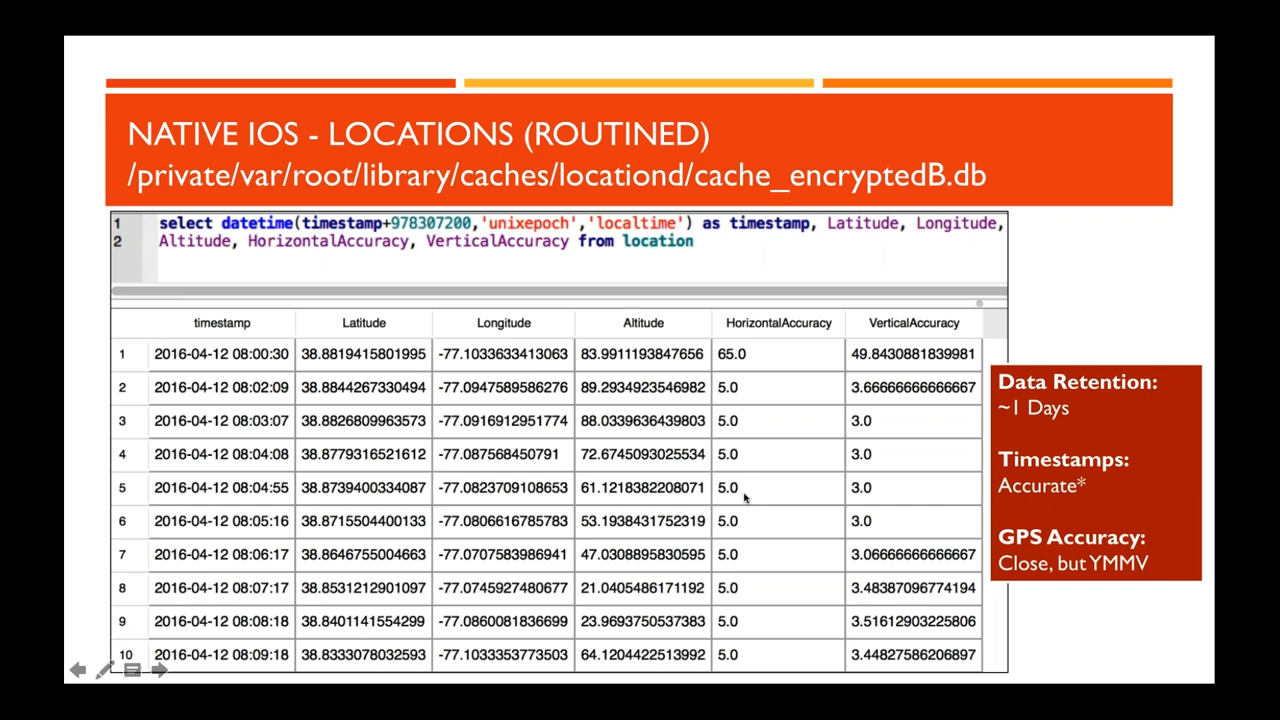 NATIVE IOS - LOCATIONS (ROUTINED)
/private/var/root/library/caches/locationd/cache_encryptedB.db
1 select datetime(timestamp+978307200,'unixepoch','localtime') as timestamp, Latitude, Longitude,
2 Altitude, HorizontalAccuracy, VerticalAccuracy from location
timestamp Latitude Longitude Altitude HorizontalAccuracy VerticalAccuracy
1 2016-04-12 08:00:30 38.8819415801995 -77.1033633413063 83.9911193847656 65.0 49.8430881839981
2 2016-04-12 08:02:09 38.8844267330494 -77.0947589586276 89.2934923546982 5.0 3.66666666666667
3 2016-04-12 08:03:07 38.8826809963573 -77.0916912951774 88.0339636439803 5.0 3.0
4 2016-04-12 08:04:08 38.8779316521612 -77.087568450791 72.6745093025534 5.0 3.0
5 2016-04-12 08:04:55 38.8739400334087 -77.0823709108653 61.1218382208071 5.0 3.0
6 2016-04-12 08:05:16 38.8715504400133 -77.0806616785783 53.1938431752319 5.0 3.0
7 2016-04-12 08:06:17 38.8646755004663 -77.0707583986941 47.0308895830595 5.0 3.06666666666667
8 2016-04-12 08:07:17 38.8531212901097 -77.0745927480677 21.0405486171192 5.0 3.48387096774194
9 2016-04-12 08:08:18 38.8401141554299 -77.0860081836699 23.9693750537383 5.0 3.51612903225806
10 2016-04-12 08:09:18 38.8333078032593 -77.1033353773503 64.1204422513992 5.0 3.44827586206897
Data Retention:
~1 Days
Timestamps:
Accurate*
GPS Accuracy:
Close, but YMMV